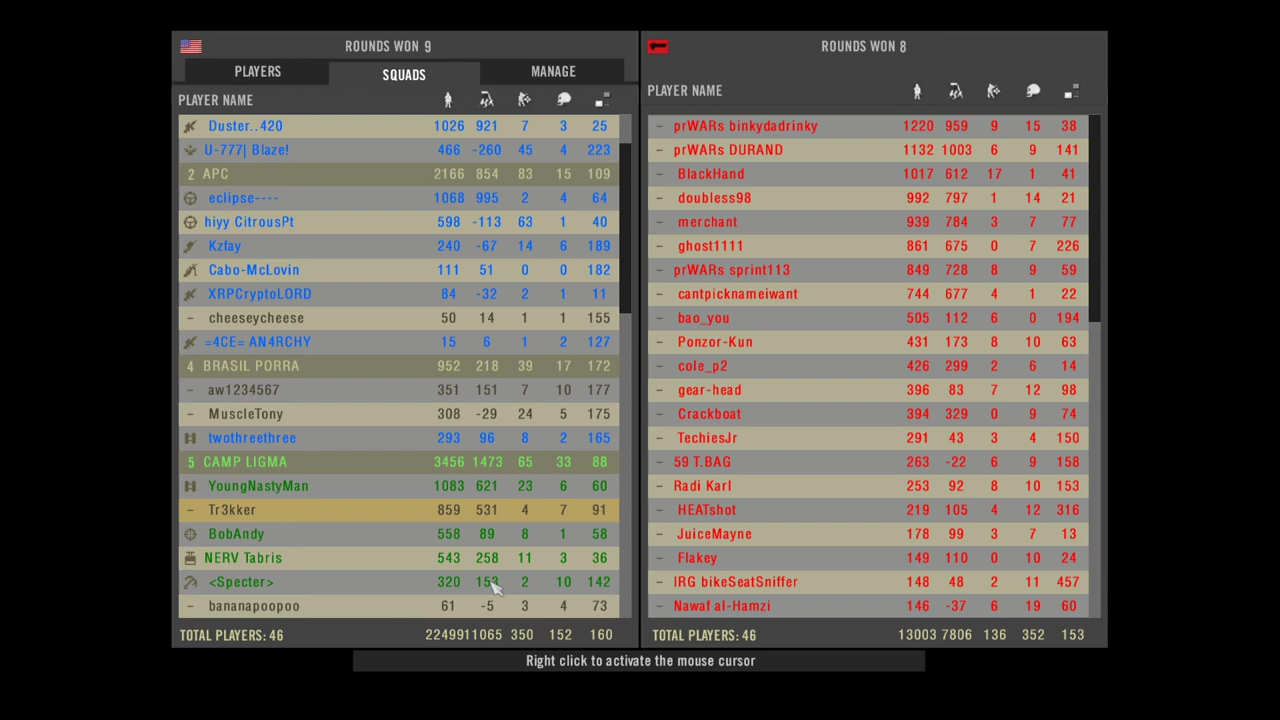 ROUNDS WON 9
PLAYERS SQUADS MANAGE
PLAYER NAME
Duster..420 1026 921 7 3 25
U-777| Blaze! 466 -260 45 4 223
2 APC 2166 854 83 15 109
eclipse---- 1068 995 2 4 64
hiyy CitrousPt 598 -113 63 1 40
Kzfay 240 -67 14 6 189
Cabo-McLovin 111 51 0 0 182
XRPCryptoLORD 84 -32 2 1 11
- cheeseycheese 50 14 1 1 155
=4CE= AN4RCHY 15 6 1 2 127
4 BRASIL PORRA 952 218 39 17 172
- aw1234567 351 151 7 10 177
- MuscleTony 308 -29 24 5 175
twothreethree 293 96 8 2 165
5 CAMP LIGMA 3456 1473 65 33 88
YoungNastyMan 1083 621 23 6 60
- Tr3kker 859 531 4 7 91
BobAndy 558 89 8 1 58
NERV Tabris 543 258 11 3 36
<Specter> 320 153 2 10 142
- bananapoopoo 61 -5 3 4 73
TOTAL PLAYERS: 46 22499 11065 350 152 160
ROUNDS WON 8
PLAYER NAME
- prWARs binkydadrinky 1220 959 9 15 38
- prWARs DURAND 1132 1003 6 9 141
- BlackHand 1017 612 17 1 41
- doubless98 992 797 1 14 21
- merchant 939 784 3 7 77
- ghost1111 861 675 0 7 226
- prWARs sprint113 849 728 8 9 59
- cantpicknameiwant 744 677 4 1 22
- bao_you 505 112 6 0 194
- Ponzor-Kun 431 173 8 10 63
- cole_p2 426 299 2 6 14
- gear-head 396 83 7 12 98
- Crackboat 394 329 0 9 74
- TechiesJr 291 43 3 4 150
- 59 T.BAG 263 -22 6 9 158
- Radi Karl 253 92 8 10 153
- HEATshot 219 105 4 12 316
- JuiceMayne 178 99 3 7 13
- Flakey 149 110 0 10 24
- IRG bikeSeatSniffer 148 48 2 11 457
- Nawaf al-Hamzi 146 -37 6 19 60
TOTAL PLAYERS: 46 13003 7806 136 352 153
Right click to activate the mouse cursor